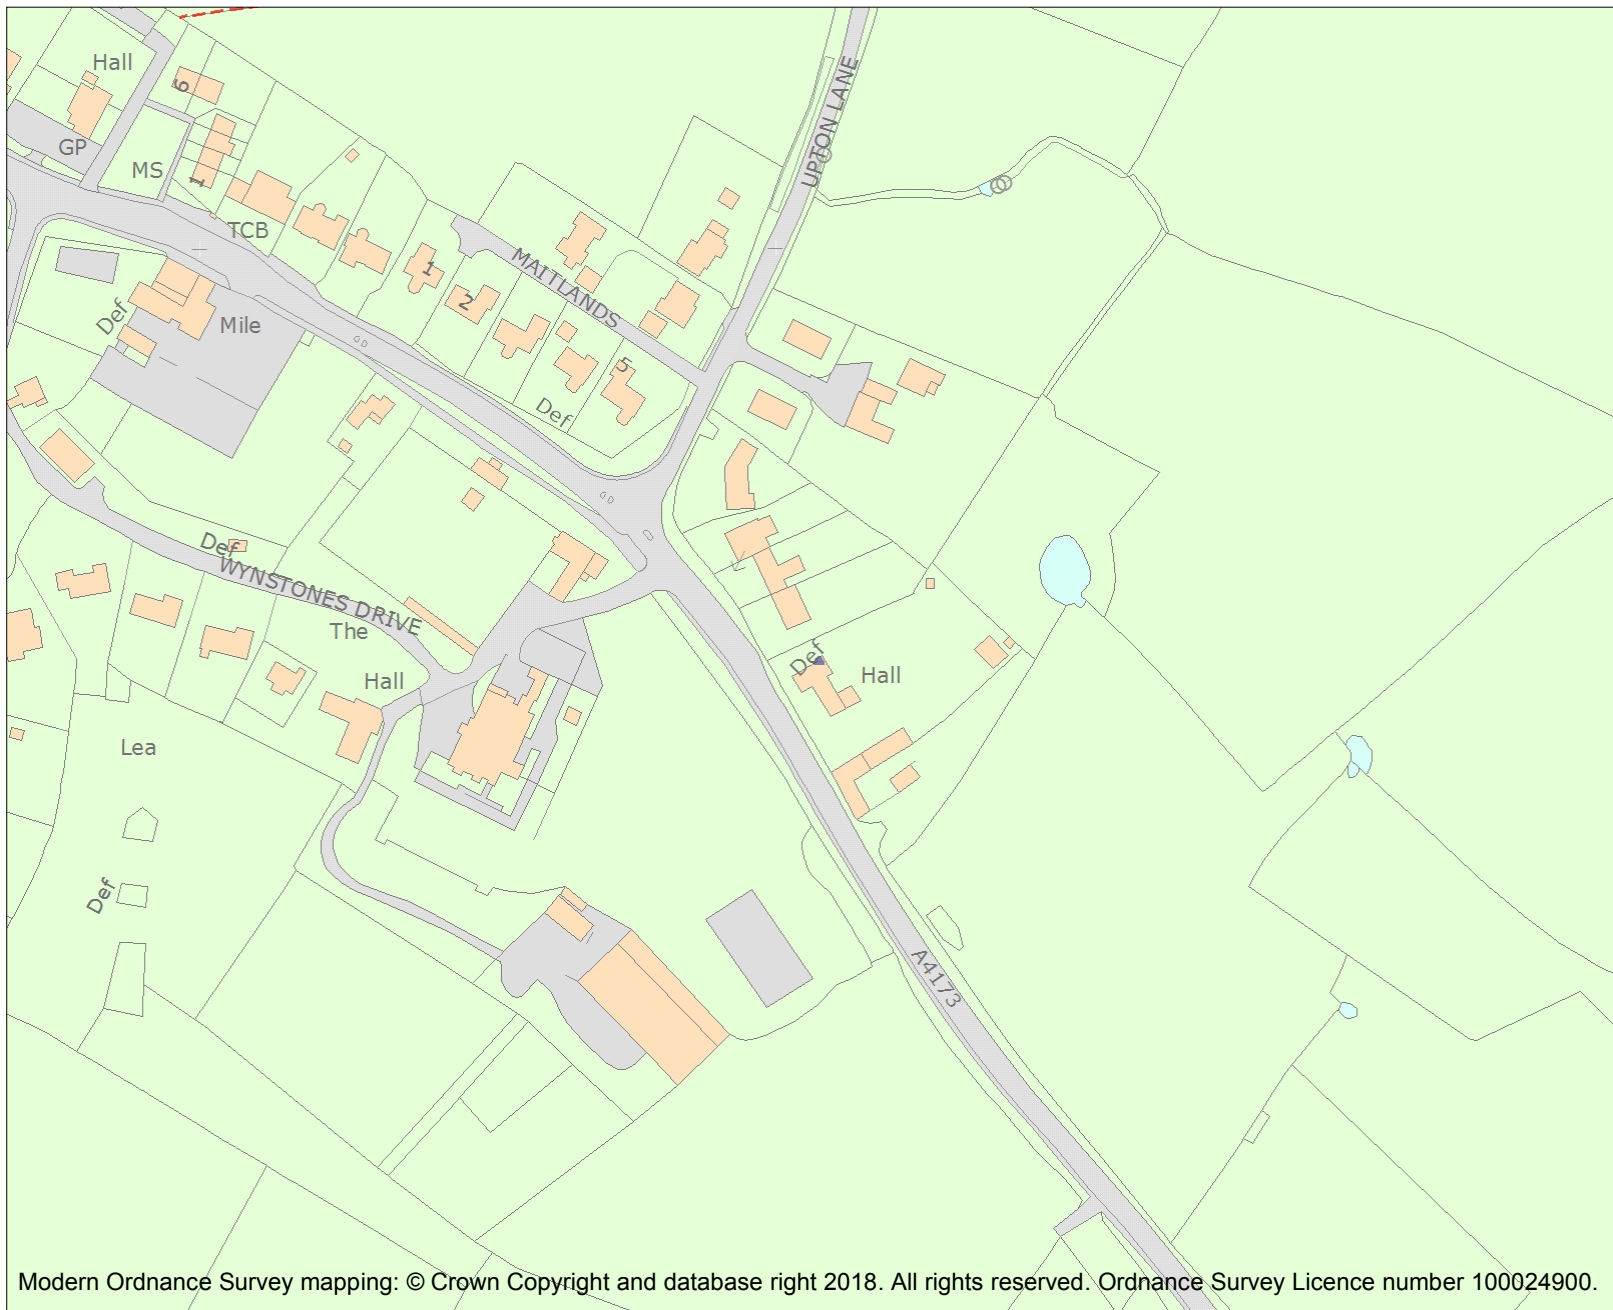 Hall
6
UPTON LANE
GP
MS
1
TCB
MAITLANDS
1
2
Def
Mile
5
Def
Def
WYNSTONES DRIVE
The
Def
Hall
Hall
Lea
Def
A4173
Modern Ordnance Survey mapping: © Crown Copyright and database right 2018. All rights reserved. Ordnance Survey Licence number 100024900.